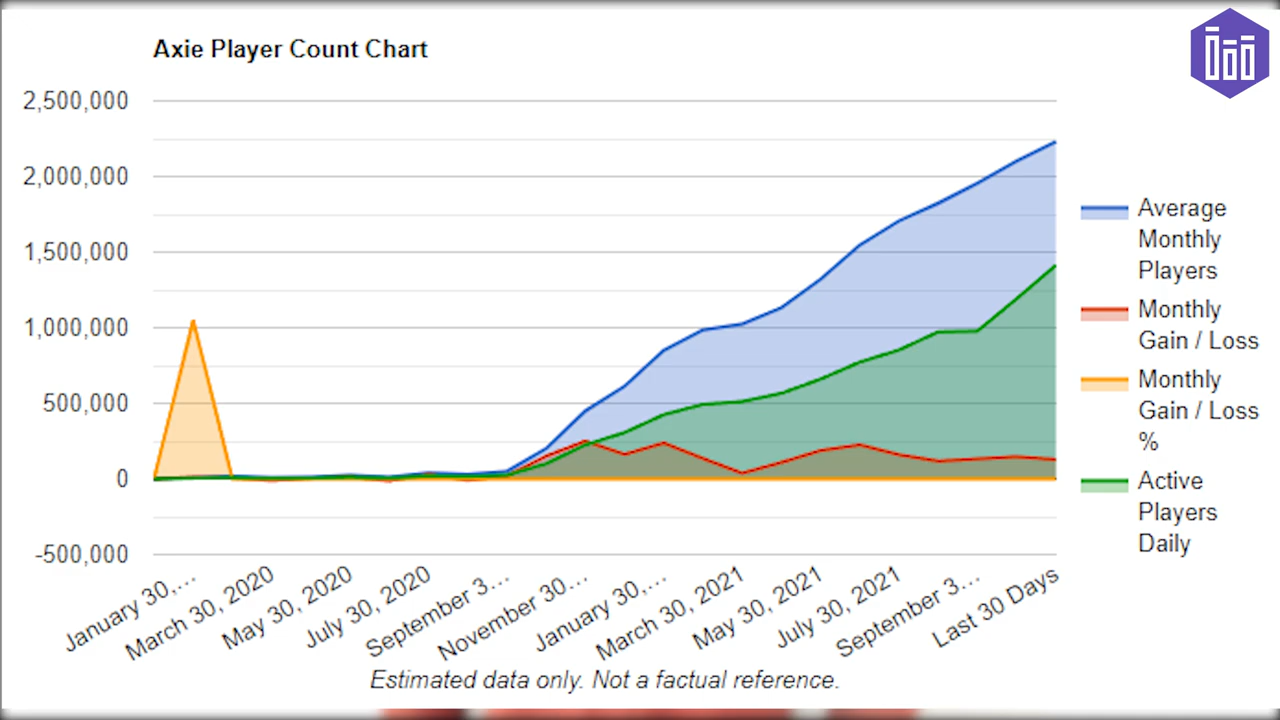 Axie Player Count Chart
2,500,000
2,000,000
1,500,000
1,000,000
500,000
0
-500,000
January 30,...
March 30, 2020
May 30, 2020
July 30, 2020
September 3...
November 30...
January 30,...
March 30, 2021
May 30, 2021
July 30, 2021
September 3...
Last 30 Days
Average
Monthly
Players
Monthly
Gain / Loss
Monthly
Gain / Loss
%
Active
Players
Daily
Estimated data only. Not a factual reference.